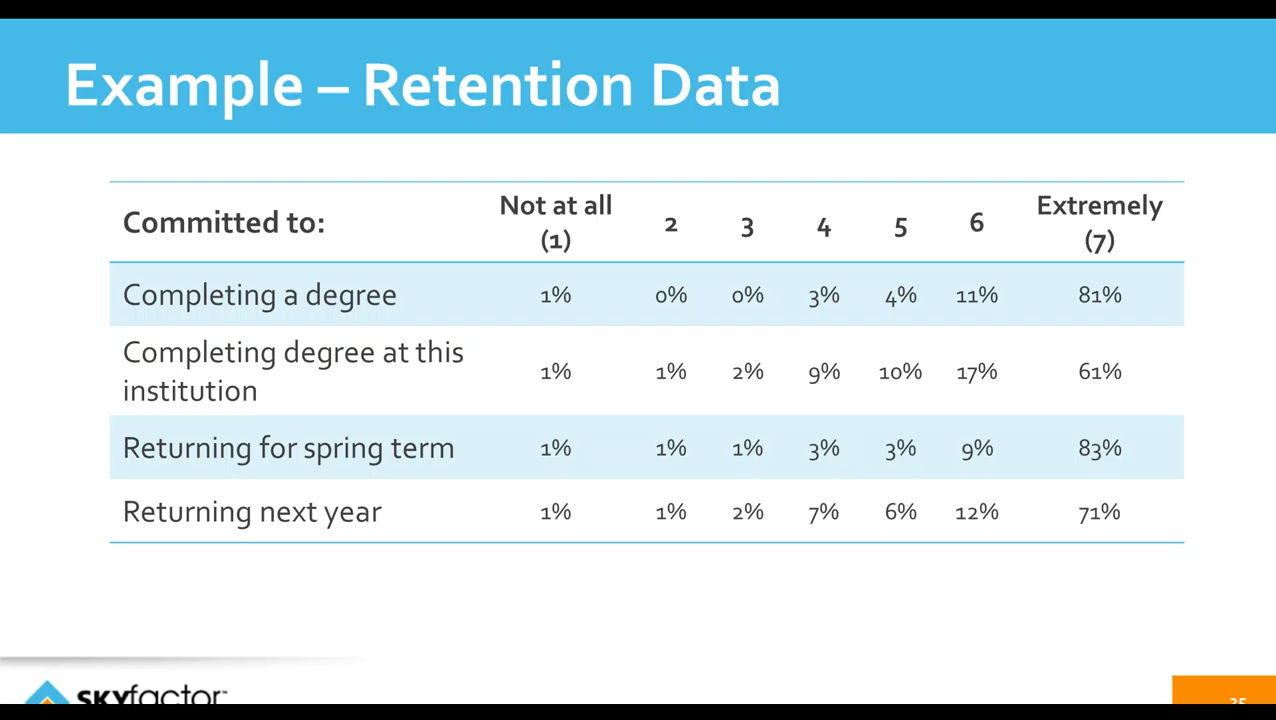 Example – Retention Data
Committed to: Not at all (1) 2 3 4 5 6 Extremely (7)
Completing a degree 1% 0% 0% 3% 4% 11% 81%
Completing degree at this institution 1% 1% 2% 9% 10% 17% 61%
Returning for spring term 1% 1% 1% 3% 3% 9% 83%
Returning next year 1% 1% 2% 7% 6% 12% 71%
SKYfactor™